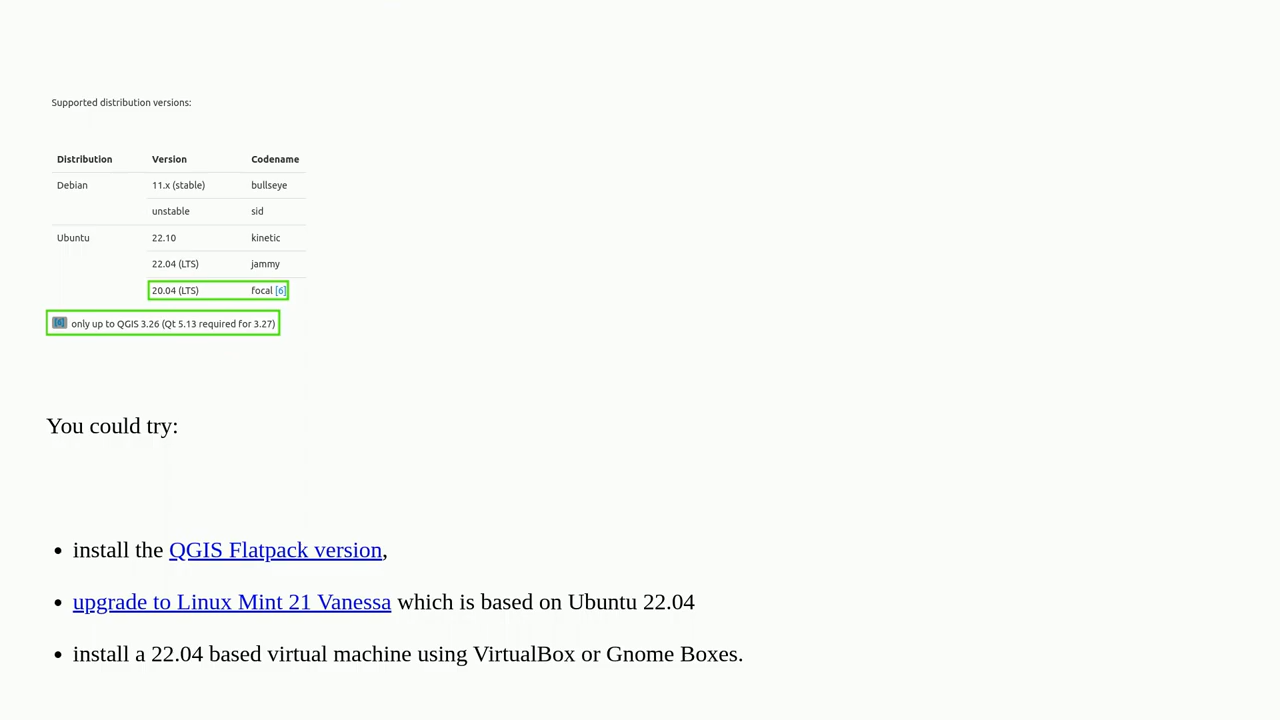 Supported distribution versions:
Distribution Version Codename
Debian 11.x (stable) bullseye
unstable sid
Ubuntu 22.10 kinetic
22.04 (LTS) jammy
20.04 (LTS) focal [6]
[6] only up to QGIS 3.26 (Qt 5.13 required for 3.27)
You could try:
• install the QGIS Flatpack version,
• upgrade to Linux Mint 21 Vanessa which is based on Ubuntu 22.04
• install a 22.04 based virtual machine using VirtualBox or Gnome Boxes.